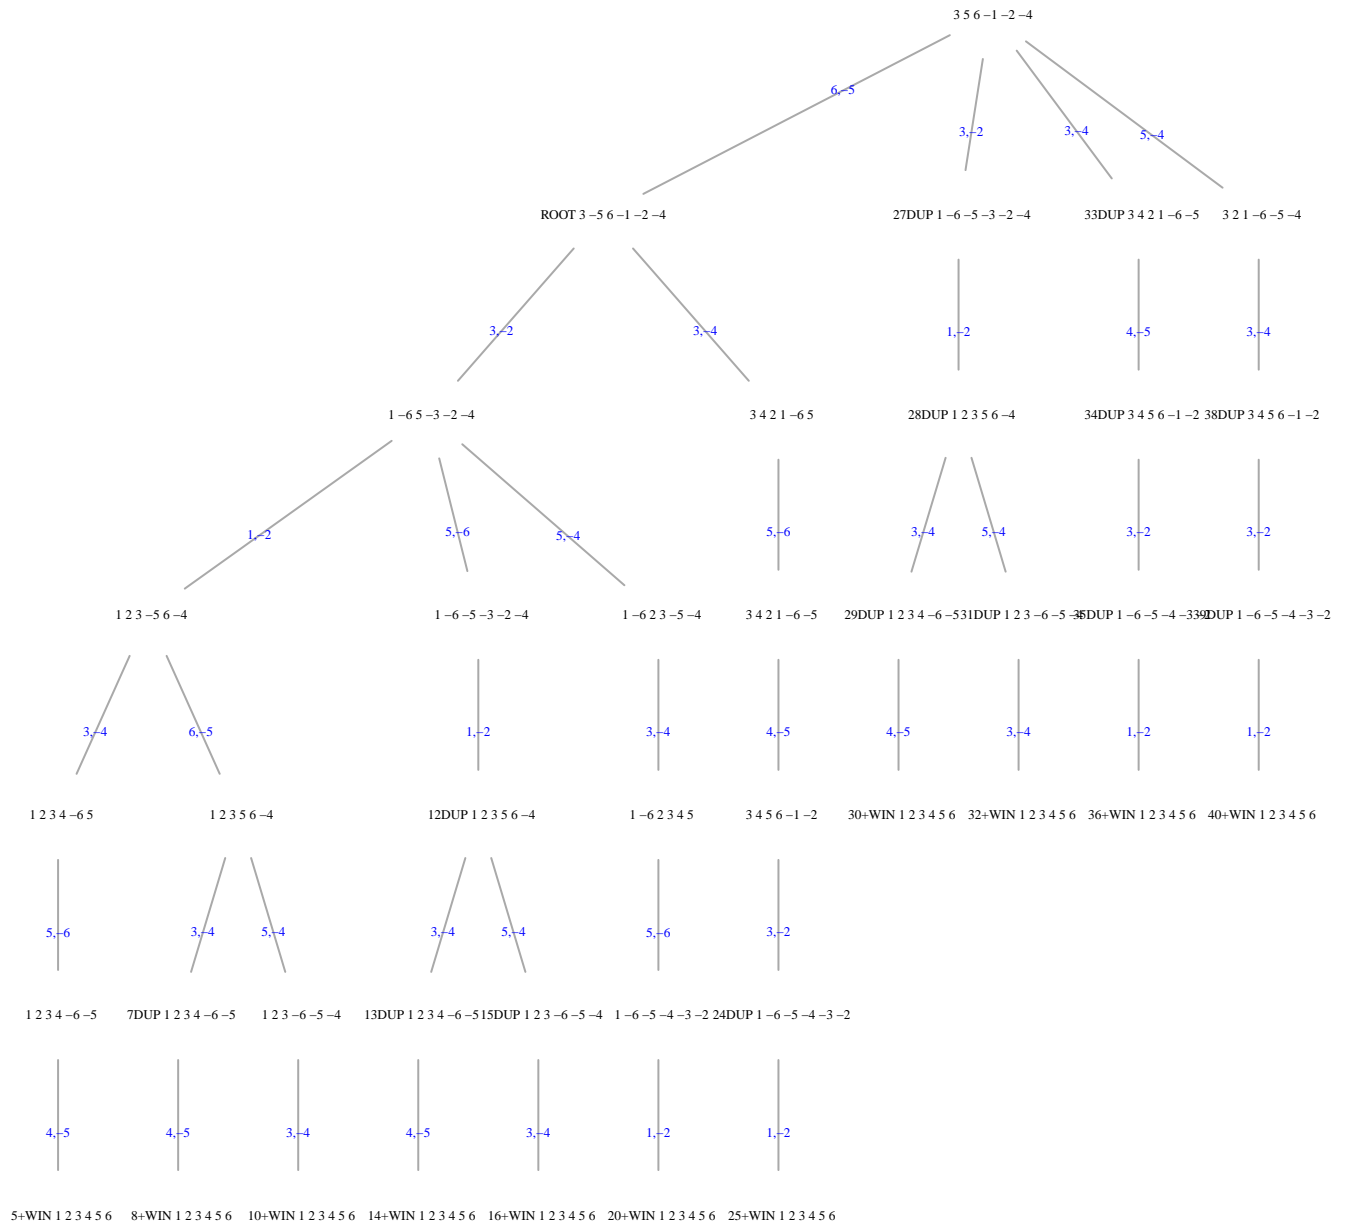 3 5 6 −1 −2 −4
6,−5
3,−2
3,−4
5,−4
ROOT 3 −5 6 −1 −2 −4
27DUP 1 −6 −5 −3 −2 −4
33DUP 3 4 2 1 −6 −5
3 2 1 −6 −5 −4
3,−2
3,−4
1,−2
4,−5
3,−4
1 −6 5 −3 −2 −4
3 4 2 1 −6 5
28DUP 1 2 3 5 6 −4
34DUP 3 4 5 6 −1 −2
38DUP 3 4 5 6 −1 −2
1,−2
5,−6
5,−4
5,−6
3,−4
5,−4
3,−2
3,−2
1 2 3 −5 6 −4
1 −6 −5 −3 −2 −4
1 −6 2 3 −5 −4
3 4 2 1 −6 −5
29DUP 1 2 3 4 −6 −5
31DUP 1 2 3 −6 −5 −4
35DUP 1 −6 −5 −4 −3 −2
39DUP 1 −6 −5 −4 −3 −2
3,−4
6,−5
1,−2
3,−4
4,−5
4,−5
3,−4
1,−2
1,−2
1 2 3 4 −6 5
1 2 3 5 6 −4
12DUP 1 2 3 5 6 −4
1 −6 2 3 4 5
3 4 5 6 −1 −2
30+WIN 1 2 3 4 5 6
32+WIN 1 2 3 4 5 6
36+WIN 1 2 3 4 5 6
40+WIN 1 2 3 4 5 6
5,−6
3,−4
5,−4
3,−4
5,−4
5,−6
3,−2
1 2 3 4 −6 −5
7DUP 1 2 3 4 −6 −5
1 2 3 −6 −5 −4
13DUP 1 2 3 4 −6 −5
15DUP 1 2 3 −6 −5 −4
1 −6 −5 −4 −3 −2
24DUP 1 −6 −5 −4 −3 −2
4,−5
4,−5
3,−4
4,−5
3,−4
1,−2
1,−2
5+WIN 1 2 3 4 5 6
8+WIN 1 2 3 4 5 6
10+WIN 1 2 3 4 5 6
14+WIN 1 2 3 4 5 6
16+WIN 1 2 3 4 5 6
20+WIN 1 2 3 4 5 6
25+WIN 1 2 3 4 5 6